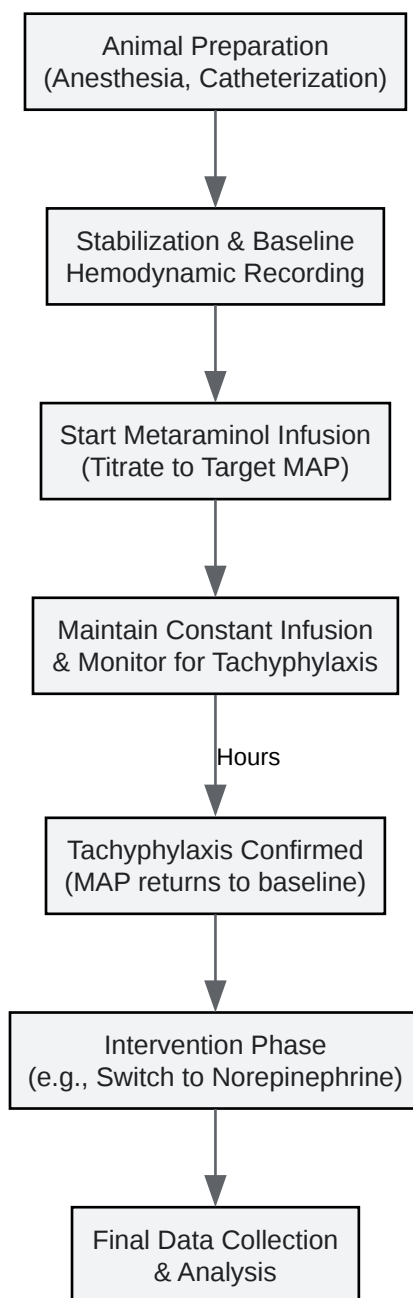 Animal Preparation
(Anesthesia, Catheterization)
Stabilization & Baseline
Hemodynamic Recording
Start Metaraminol Infusion
(Titrate to Target MAP)
Maintain Constant Infusion
& Monitor for Tachyphylaxis
Hours
Tachyphylaxis Confirmed
(MAP returns to baseline)
Intervention Phase
(e.g., Switch to Norepinephrine)
Final Data Collection
& Analysis